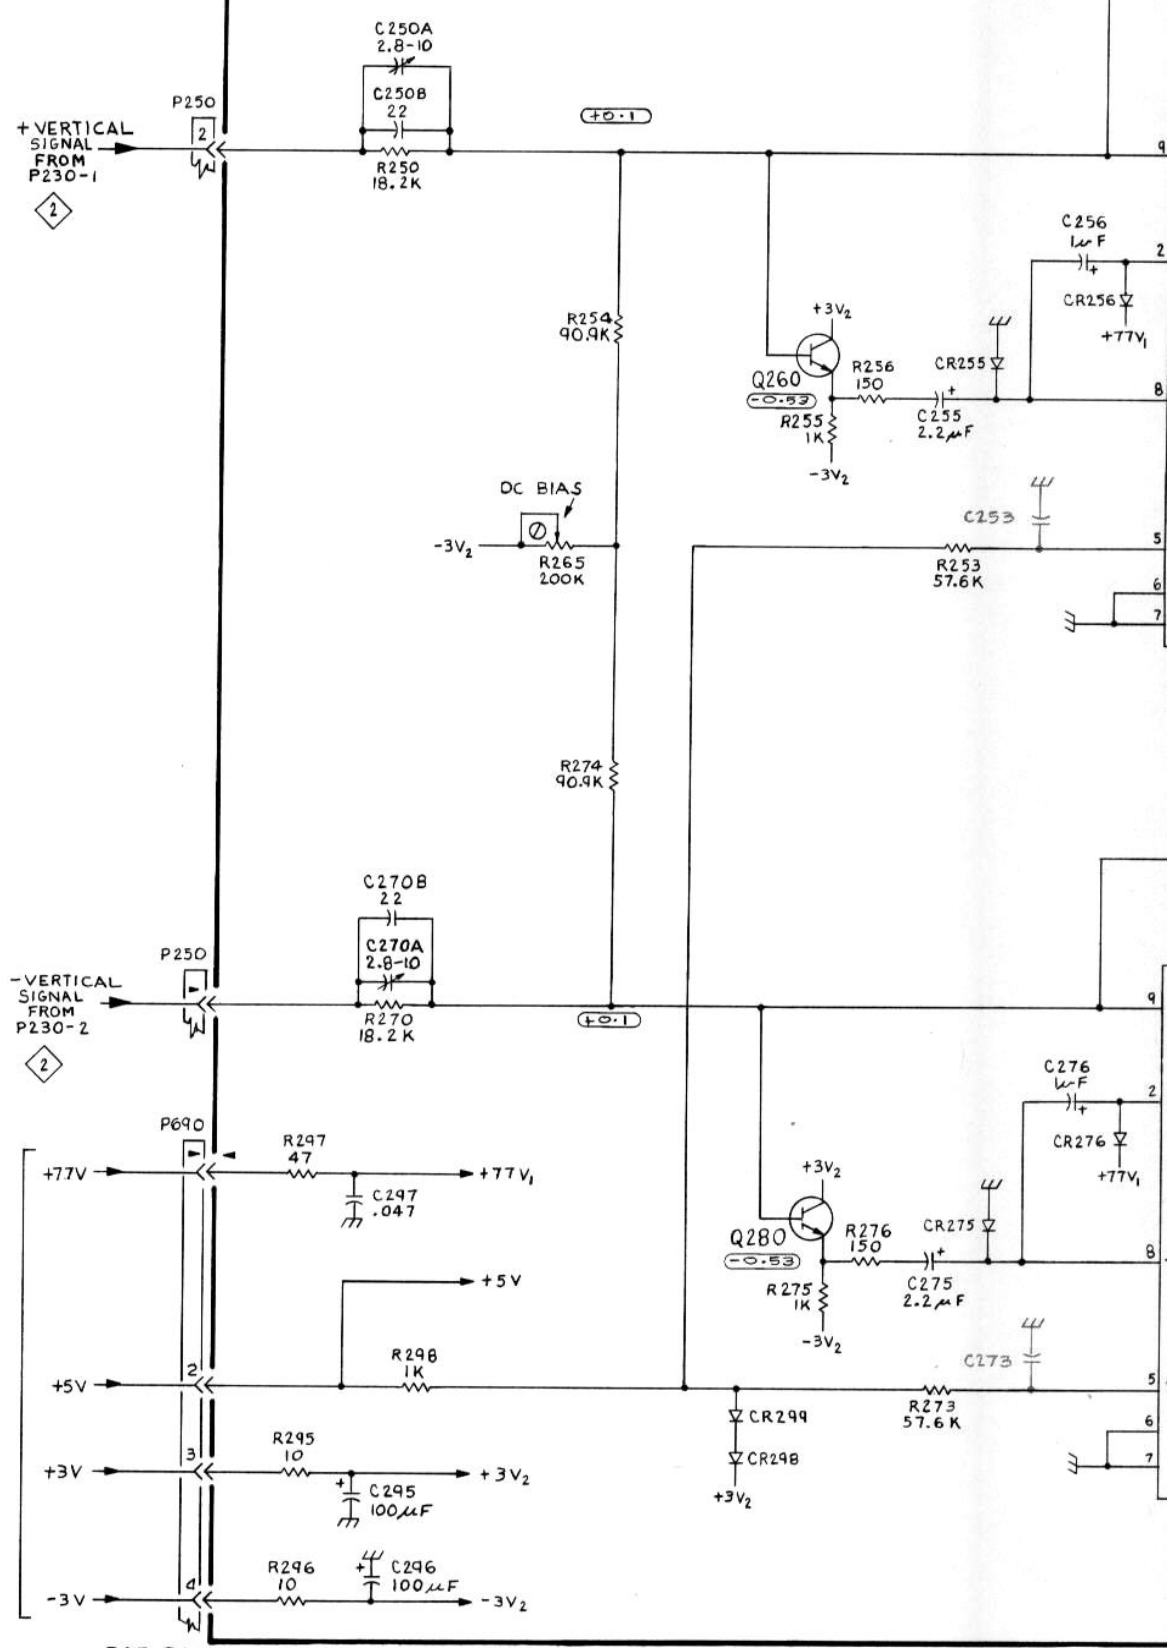 C250A
2.8-10
P250
C250B
22
+0.1
+ VERTICAL
SIGNAL
FROM
P230-1
2
2
R250
18.2K
9
C256
1µF
2
CR256
+77V1
R254
90.9K
+3V2
Q260
-0.53
R256
150
CR255
+
8
R255
1K
C255
2.2µF
-3V2
DC BIAS
-3V2
R265
200K
C253
R253
57.6K
5
6
7
R274
90.9K
C270B
22
P250
C270A
2.8-10
-VERTICAL
SIGNAL
FROM
P230-2
2
R270
18.2K
+0.1
9
C276
1µF
+
2
CR276
+77V1
P690
+77V
R297
47
+77V1
C297
.047
+3V2
Q280
-0.53
R276
150
CR275
+
8
R275
1K
C275
2.2µF
-3V2
+5V
+5V
2
R298
1K
C273
R273
57.6K
5
6
7
CR299
CR298
+3V2
+3V
3
R295
10
+3V2
+
C295
100µF
-3V
4
R296
10
+
C296
100µF
-3V2